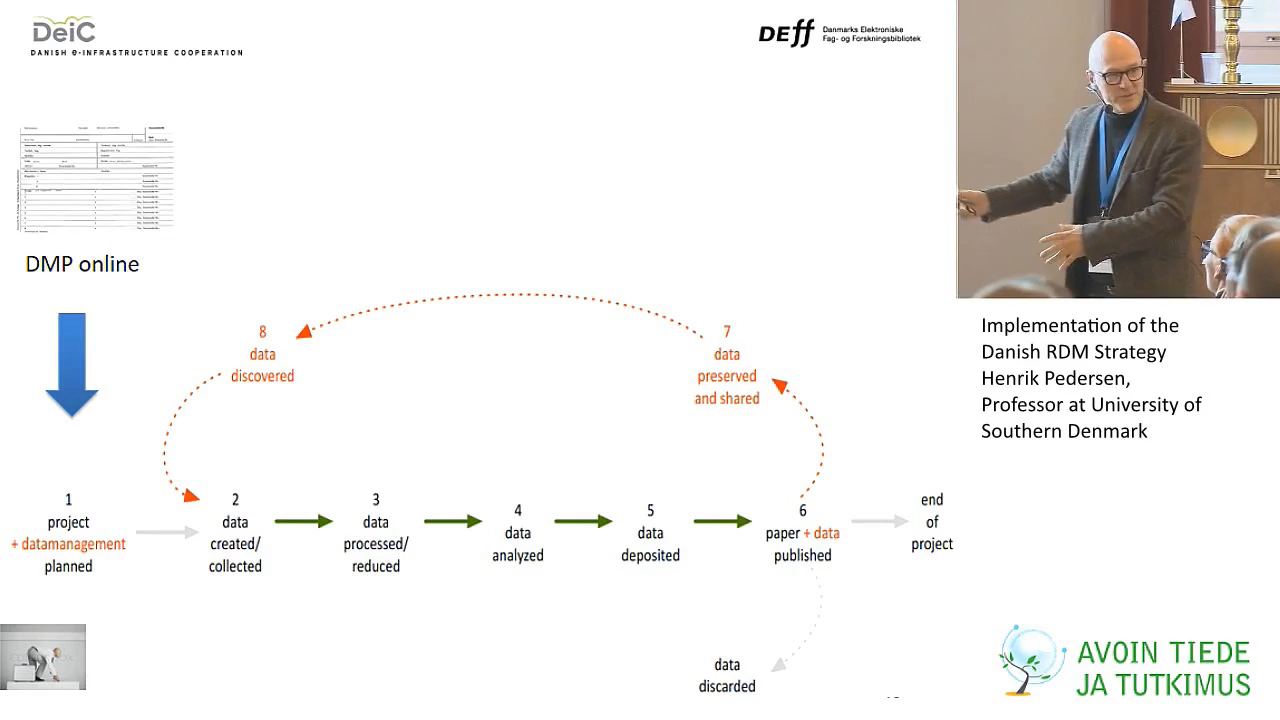 DeiC
DANISH e-INFRASTRUCTURE COOPERATION
DEff
Danmarks Elektroniske
Fag- og Forskningsbibliotek
DMP online
8
data
discovered
7
data
preserved
and shared
1
project
+ datamanagement
planned
2
data
created/
collected
3
data
processed/
reduced
4
data
analyzed
5
data
deposited
6
paper + data
published
end
of
project
data
discarded
Implementation of the
Danish RDM Strategy
Henrik Pedersen,
Professor at University of
Southern Denmark
AVOIN TIEDE
JA TUTKIMUS